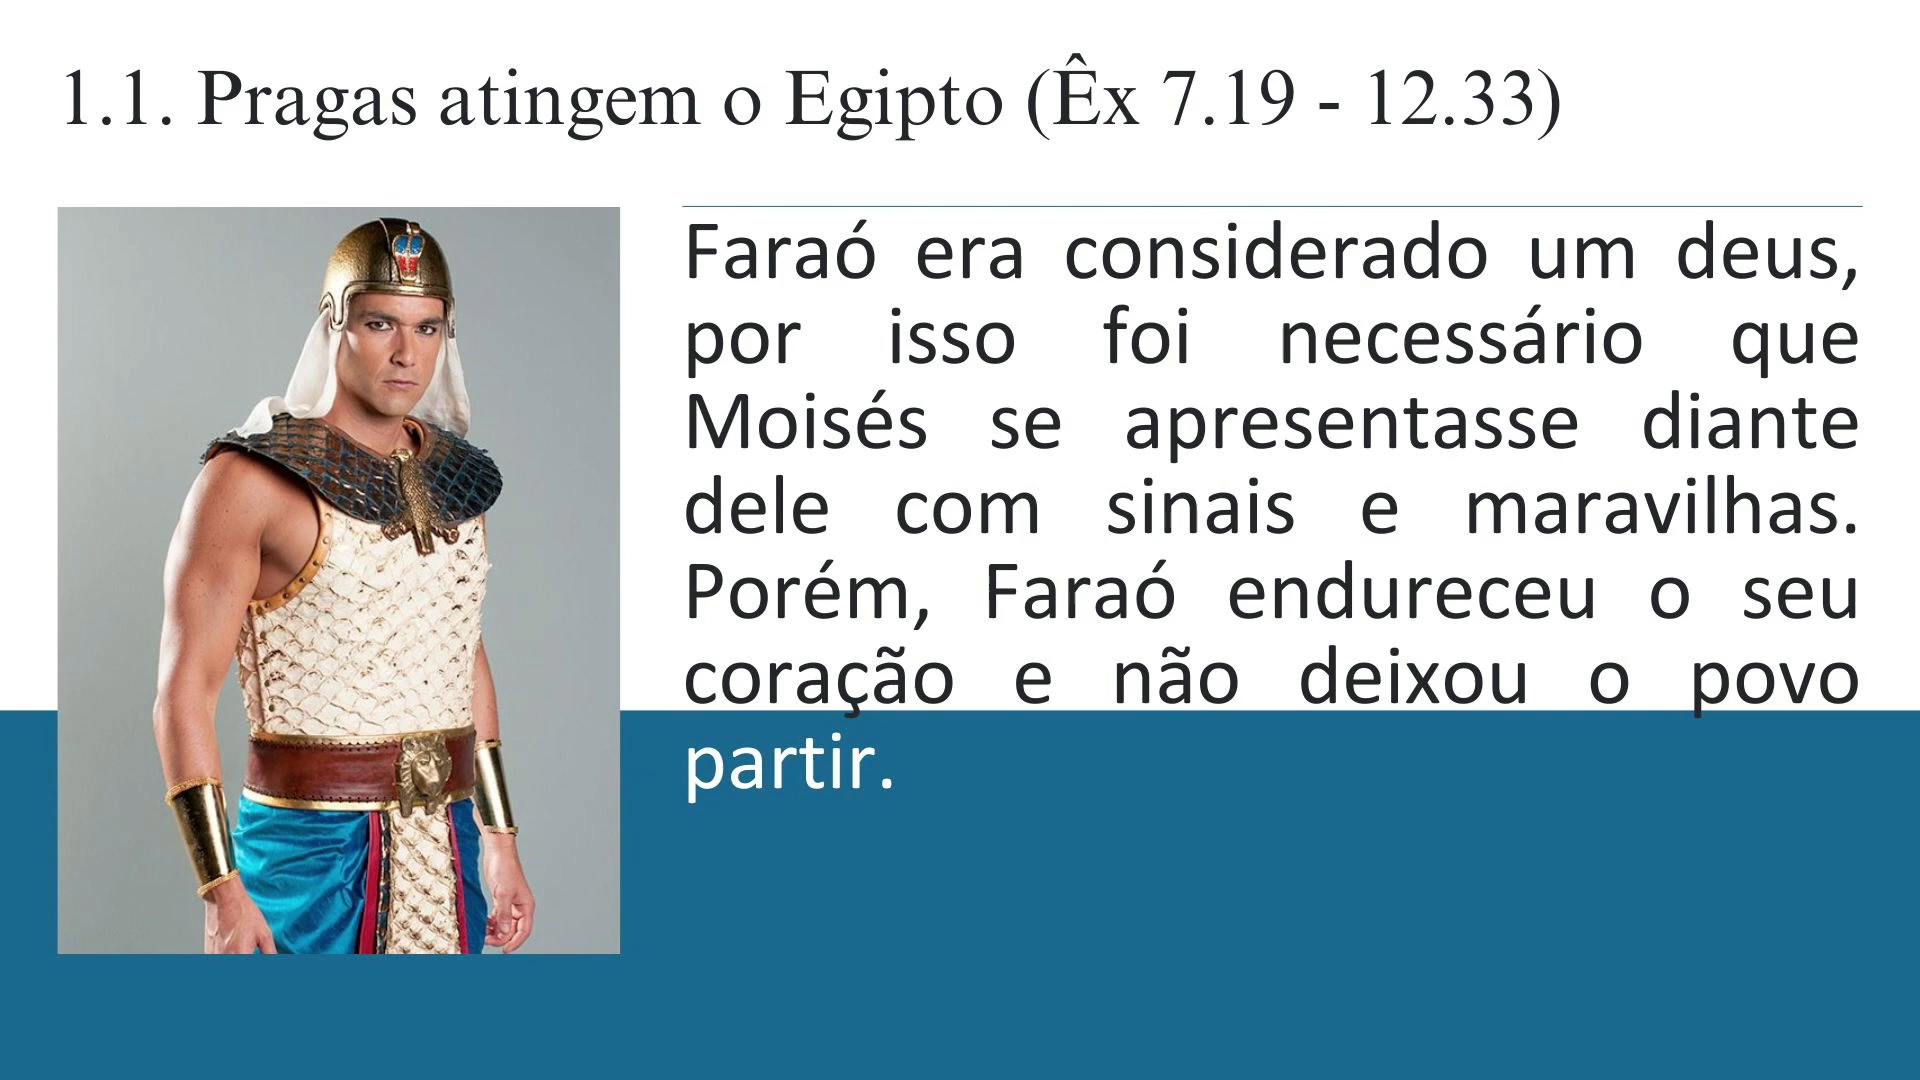 1.1. Pragas atingem o Egipto (Êx 7.19 - 12.33)
Faraó era considerado um deus,
por isso foi necessário que
Moisés se apresentasse diante
dele com sinais e maravilhas.
Porém, Faraó endureceu o seu
coração e não deixou o povo
partir.